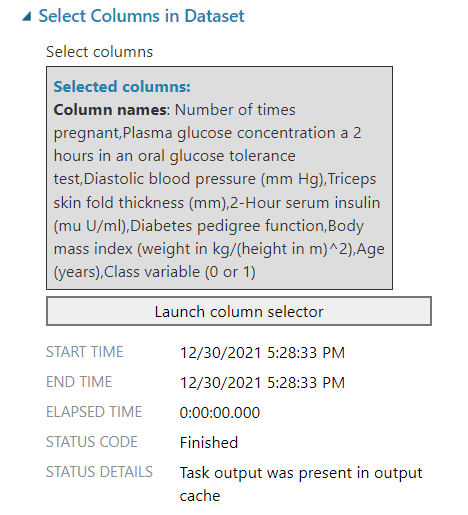 Select Columns in Dataset
Select columns
Selected columns:
Column names: Number of times
pregnant,Plasma glucose concentration a 2
hours in an oral glucose tolerance
test,Diastolic blood pressure (mm Hg),Triceps
skin fold thickness (mm),2-Hour serum insulin
(mu U/ml),Diabetes pedigree function,Body
mass index (weight in kg/(height in m)^2),Age
(years),Class variable (0 or 1)
Launch column selector
START TIME 12/30/2021 5:28:33 PM
END TIME 12/30/2021 5:28:33 PM
ELAPSED TIME 0:00:00.000
STATUS CODE Finished
STATUS DETAILS Task output was present in output
cache